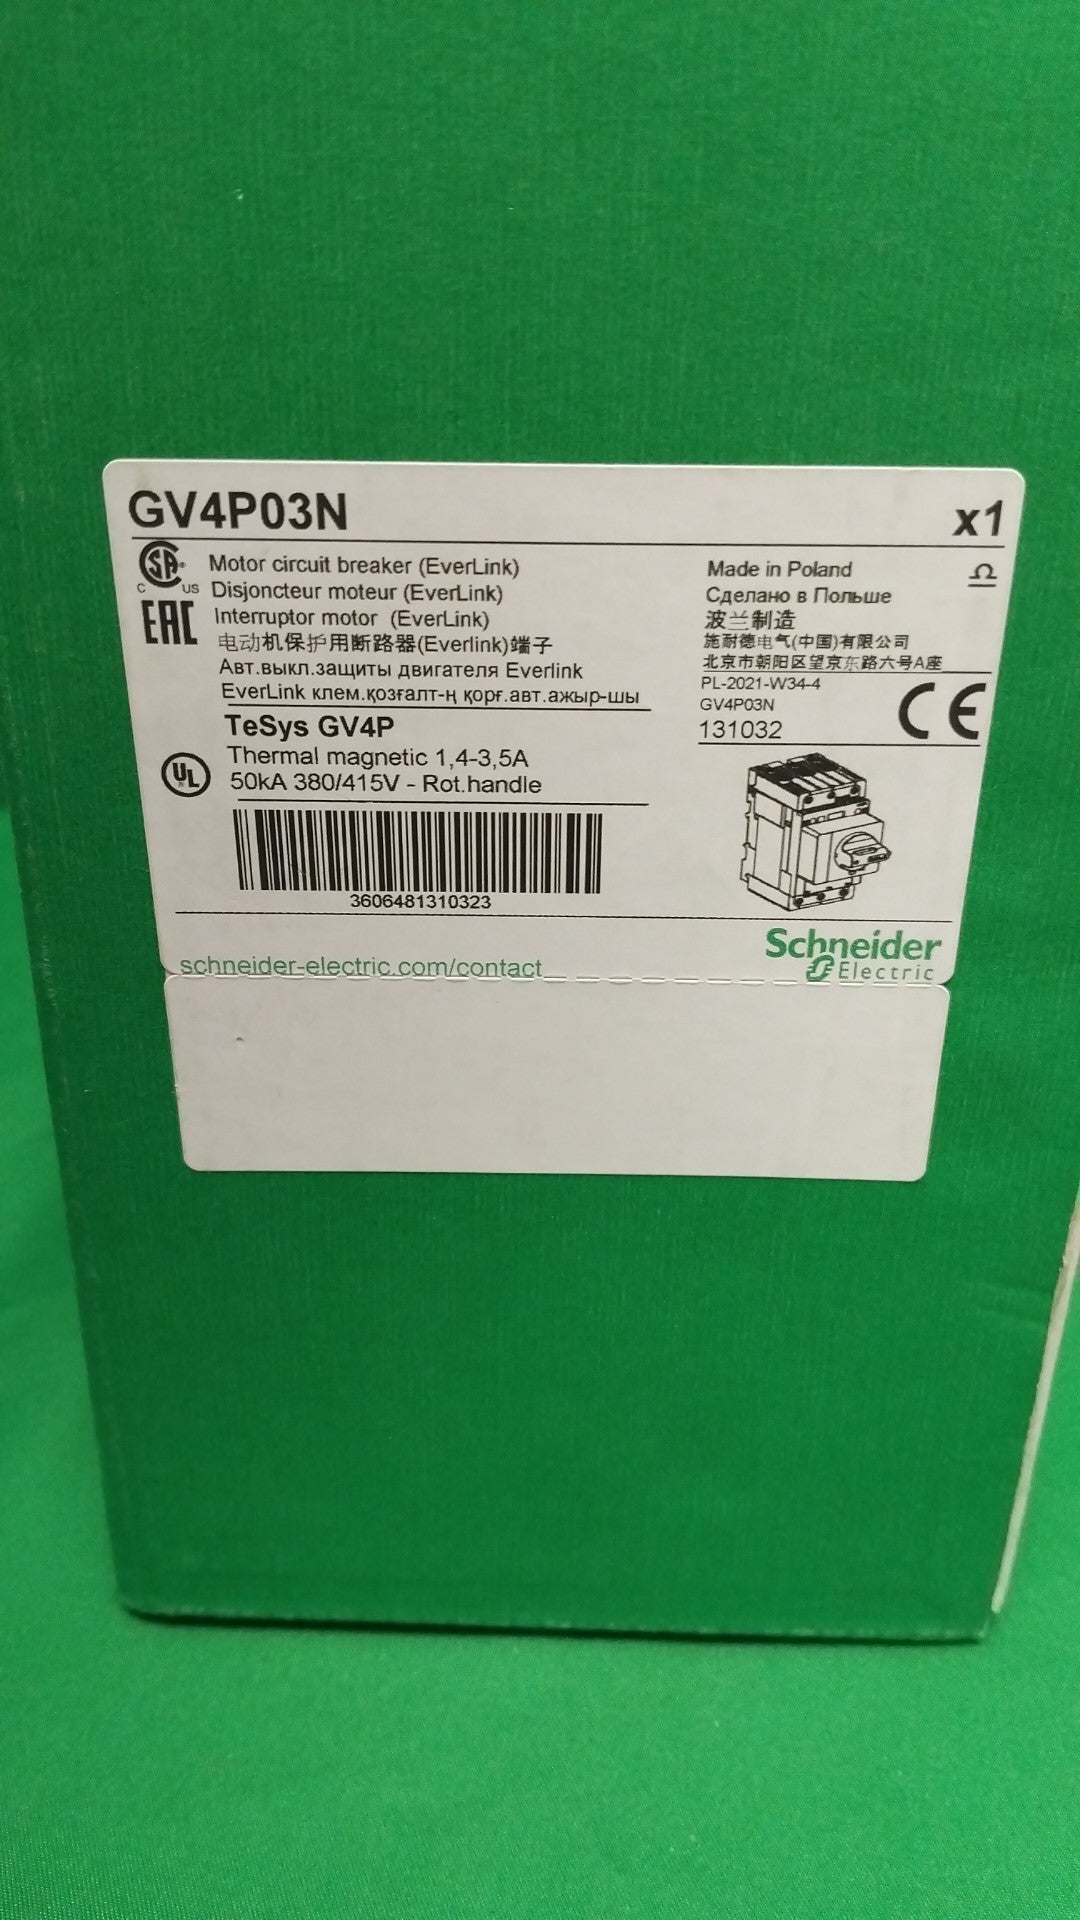 GV4P03N
x1
SA
C US
EAC
Motor circuit breaker (EverLink)
Disjoncteur moteur (EverLink)
Interruptor motor (EverLink)
电动机保护用断路器(Everlink)端子
Авт.выкл.защиты двигателя Everlink
EverLink клем.қозғалт-ң қорғ.авт.ажыр-шы
Made in Poland
Сделано в Польше
波兰制造
施耐德电气(中国)有限公司
北京市朝阳区望京东路六号A座
PL-2021-W34-4
GV4P03N
131032
CE
TeSys GV4P
UL
Thermal magnetic 1,4-3,5A
50kA 380/415V - Rot.handle
3606481310323
schneider-electric.com/contact
Schneider
Electric